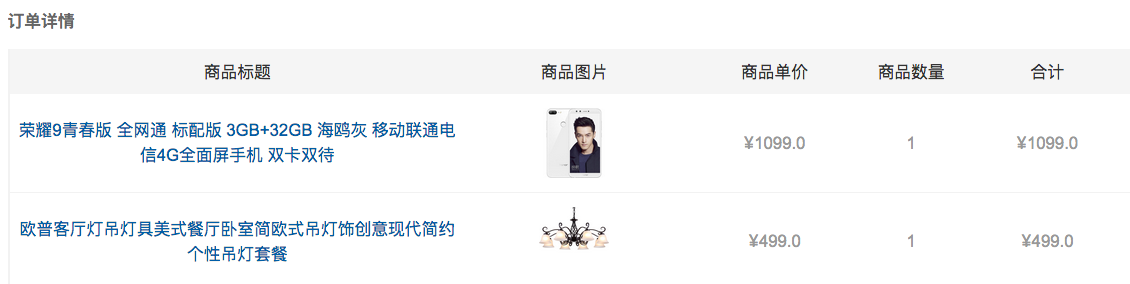 订单详情
商品标题 商品图片 商品单价 商品数量 合计
荣耀9青春版 全网通 标配版 3GB+32GB 海鸥灰 移动联通电
信4G全面屏手机 双卡双待
¥1099.0 1 ¥1099.0
欧普客厅灯吊灯具美式餐厅卧室简欧式吊灯饰创意现代简约
个性吊灯套餐
¥499.0 1 ¥499.0